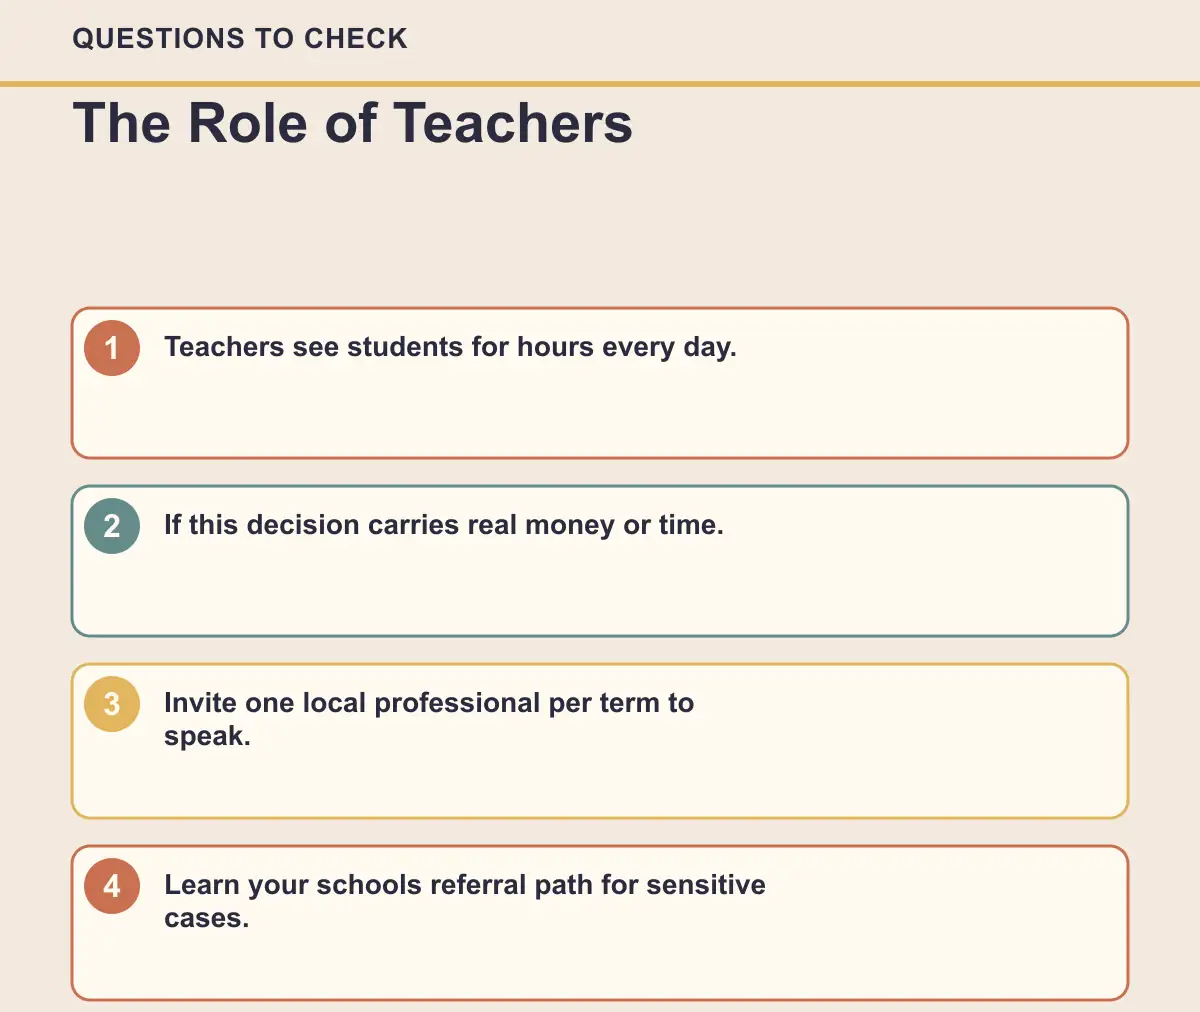 QUESTIONS TO CHECK
The Role of Teachers
1
Teachers see students for hours every day.
2
If this decision carries real money or time.
3
Invite one local professional per term to
speak.
4
Learn your schools referral path for sensitive
cases.